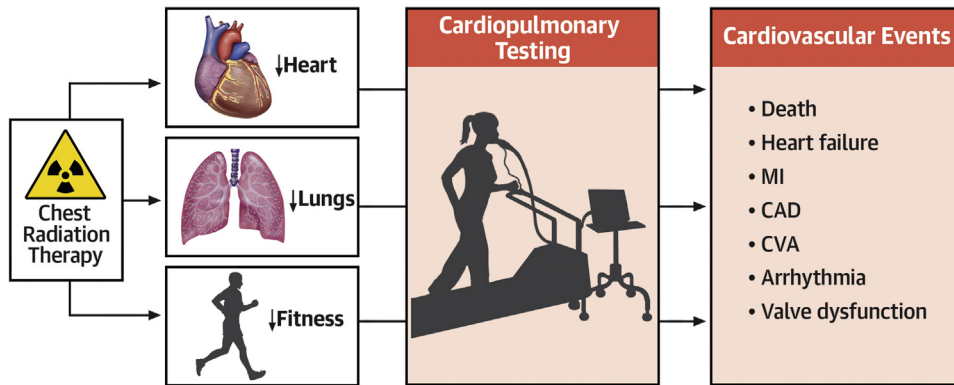 Chest
Radiation
Therapy
↓Heart
↓Lungs
↓Fitness
Cardiopulmonary
Testing
Cardiovascular Events
• Death
• Heart failure
• MI
• CAD
• CVA
• Arrhythmia
• Valve dysfunction